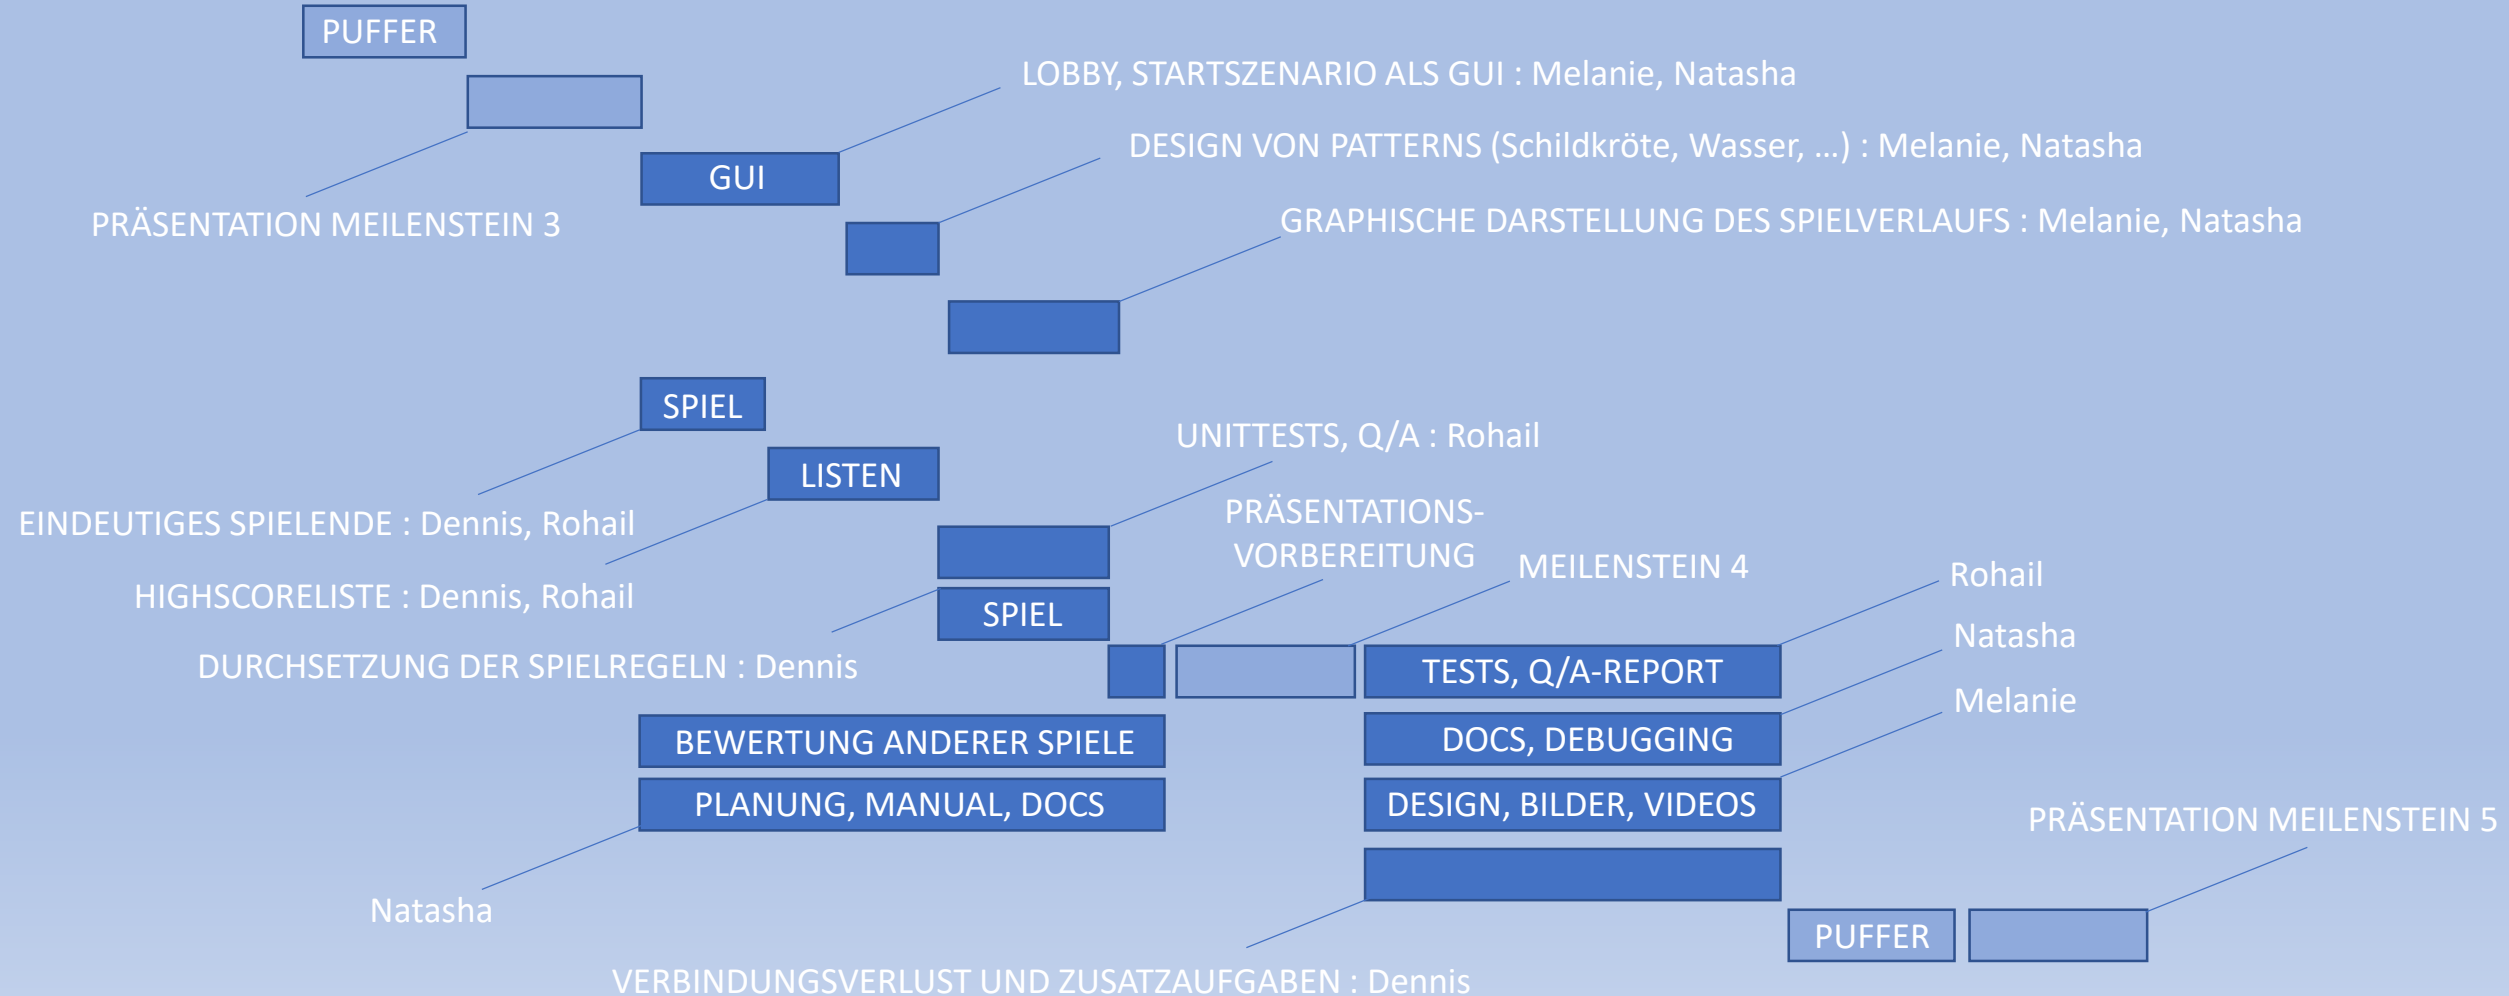 PUFFER
LOBBY, STARTSZENARIO ALS GUI : Melanie, Natasha
DESIGN VON PATTERNS (Schildkröte, Wasser, …) : Melanie, Natasha
GUI
PRÄSENTATION MEILENSTEIN 3
GRAPHISCHE DARSTELLUNG DES SPIELVERLAUFS : Melanie, Natasha
SPIEL
UNITTESTS, Q/A : Rohail
LISTEN
EINDEUTIGES SPIELENDE : Dennis, Rohail
PRÄSENTATIONS-
VORBEREITUNG
MEILENSTEIN 4
Rohail
HIGHSCORELISTE : Dennis, Rohail
SPIEL
Natasha
DURCHSETZUNG DER SPIELREGELN : Dennis
TESTS, Q/A-REPORT
Melanie
BEWERTUNG ANDERER SPIELE
DOCS, DEBUGGING
PLANUNG, MANUAL, DOCS
DESIGN, BILDER, VIDEOS
PRÄSENTATION MEILENSTEIN 5
Natasha
PUFFER
VERBINDUNGSVERLUST UND ZUSATZAUFGABEN : Dennis